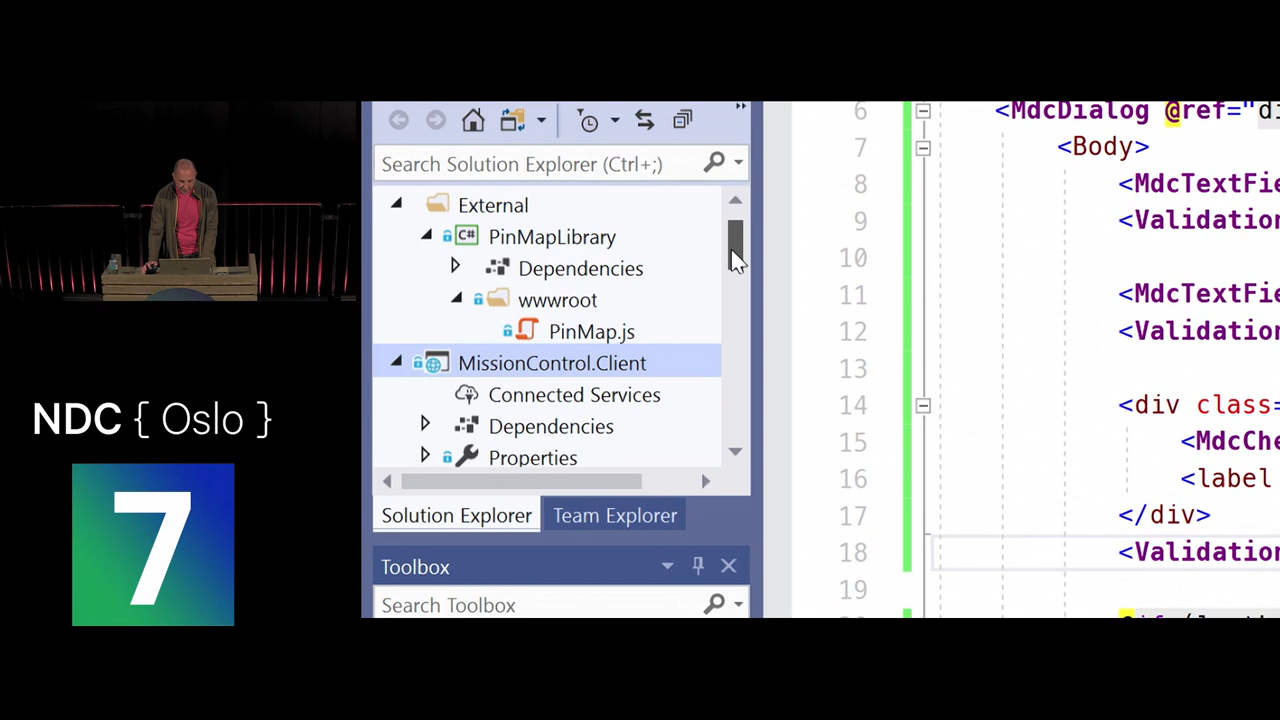 NDC { Oslo }
7
Search Solution Explorer (Ctrl+;)
External
C# PinMapLibrary
Dependencies
wwwroot
PinMap.js
MissionControl.Client
Connected Services
Dependencies
Properties
Solution Explorer Team Explorer
Toolbox
Search Toolbox
6 <MdcDialog @ref="di
7 <Body>
8 <MdcTextFie
9 <Validation
10
11 <MdcTextFie
12 <Validation
13
14 <div class=
15 <MdcChe
16 <label
17 </div>
18 <Validation
19